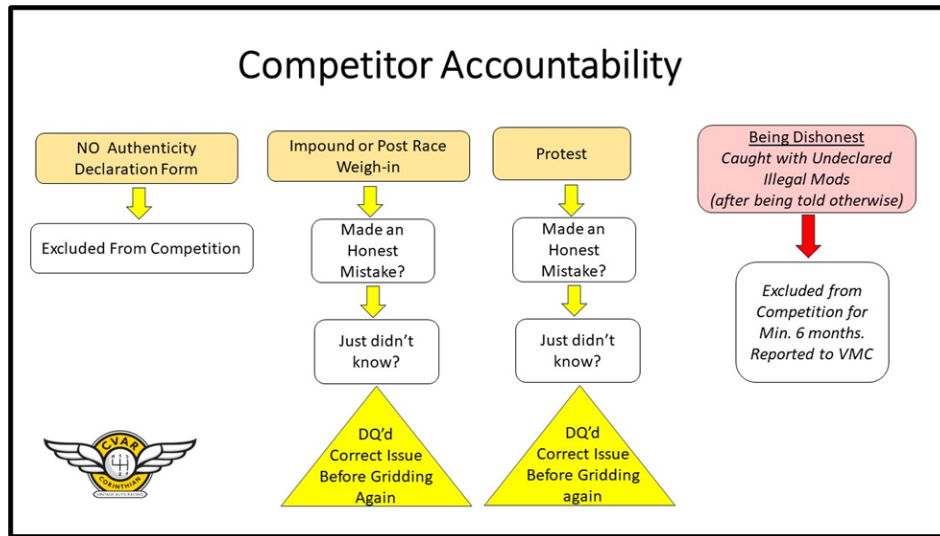 Competitor Accountability
NO Authenticity
Declaration Form
Excluded From Competition
Impound or Post Race
Weigh-in
Made an
Honest
Mistake?
Just didn't
know?
DQ'd
Correct Issue
Before Gridding
Again
Protest
Made an
Honest
Mistake?
Just didn't
know?
DQ'd
Correct Issue
Before Gridding
again
Being Dishonest
Caught with Undeclared
Illegal Mods
(after being told otherwise)
Excluded from
Competition for
Min. 6 months.
Reported to VMC
CVAR
CORINTHIAN
VINTAGE AUTO RACING